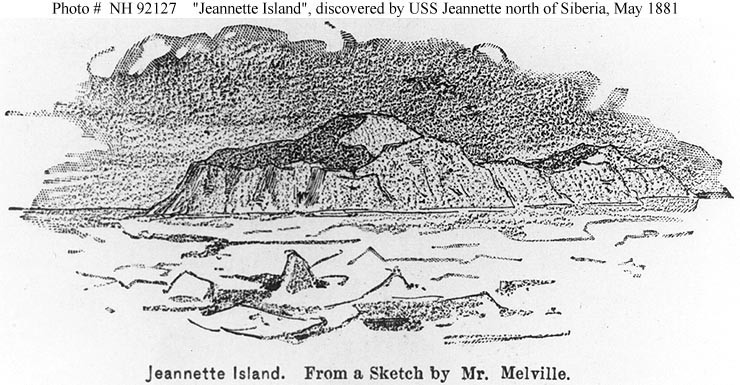 Photo # NH 92127 "Jeannette Island", discovered by USS Jeannette north of Siberia, May 1881
Jeannette Island. From a Sketch by Mr. Melville.